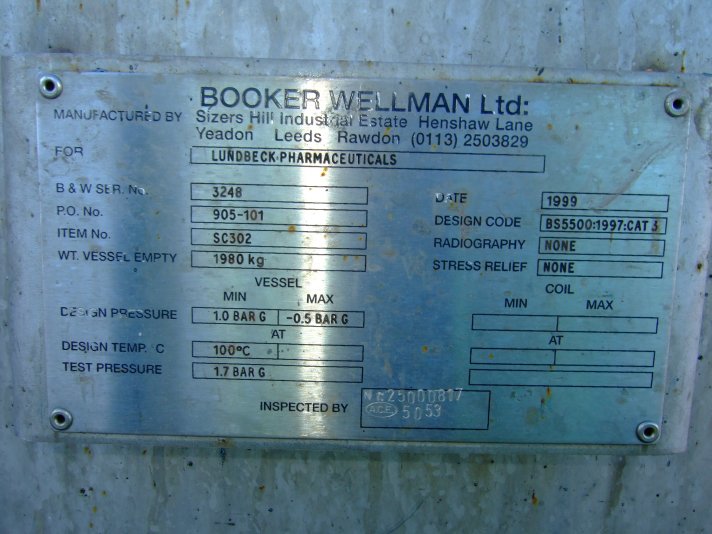 BOOKER WELLMAN Ltd:
MANUFACTURED BY Sizers Hill Industrial Estate Henshaw Lane
Yeadon Leeds Rawdon (0113) 2503829
FOR LUNDBECK PHARMACEUTICALS
B & W SER. No. 3248 DATE 1999
P.O. No. 905-101 DESIGN CODE BS5500:1997:CAT 3
ITEM No. SC302 RADIOGRAPHY NONE
WT. VESSEL EMPTY 1980 kg STRESS RELIEF NONE
VESSEL COIL
MIN MAX MIN MAX
DESIGN PRESSURE 1.0 BAR G -0.5 BAR G
AT AT
DESIGN TEMP. C 100°C
TEST PRESSURE 1.7 BAR G
INSPECTED BY 25000817
A.C.E. 5053